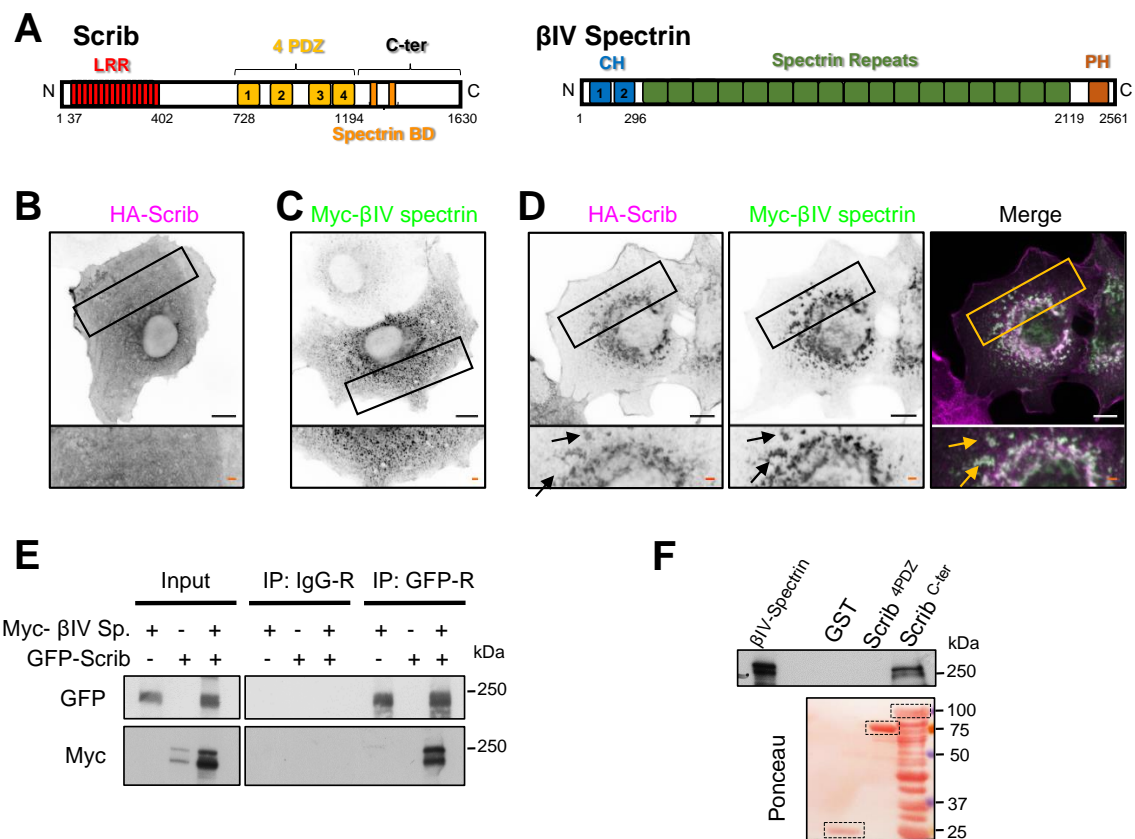 A
Scrib
LRR
4 PDZ
C-ter
N
1
2
3
4
C
1 37
402
728
1194
1630
Spectrin BD
βIV Spectrin
CH
Spectrin Repeats
PH
N
1
2
C
1
296
2119
2561
B
HA-Scrib
C
Myc-βIV spectrin
D
HA-Scrib
Myc-βIV spectrin
Merge
E
Input
IP: IgG-R
IP: GFP-R
Myc- βIV Sp.
+ - + + - + + - +
GFP-Scrib
- + + - + + - + +
kDa
GFP
-250
Myc
-250
F
βIV-Spectrin
GST
Scrib 4PDZ
Scrib C-ter
kDa
250
Ponceau
100
75
50
37
25